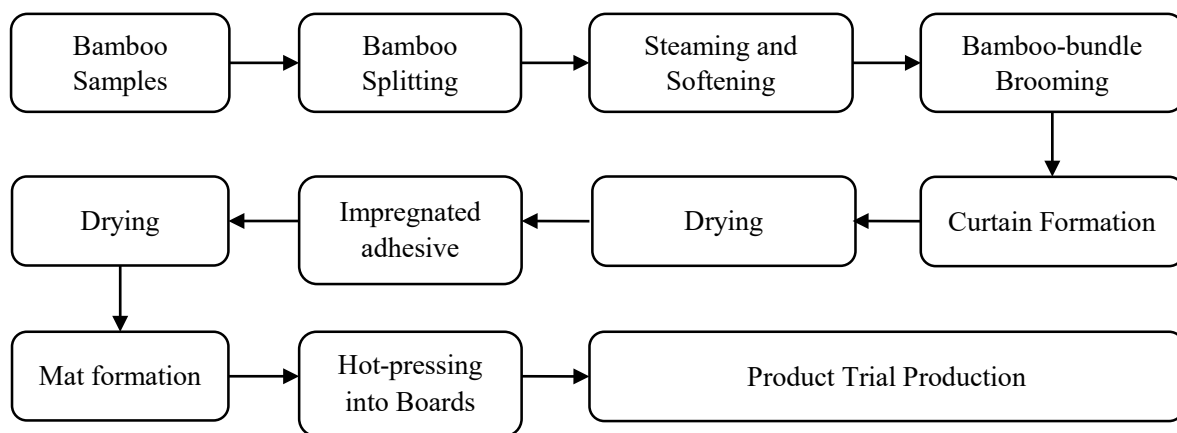 Bamboo
Samples
Bamboo
Splitting
Steaming and
Softening
Bamboo-bundle
Brooming
Curtain Formation
Drying
Impregnated
adhesive
Drying
Mat formation
Hot-pressing
into Boards
Product Trial Production